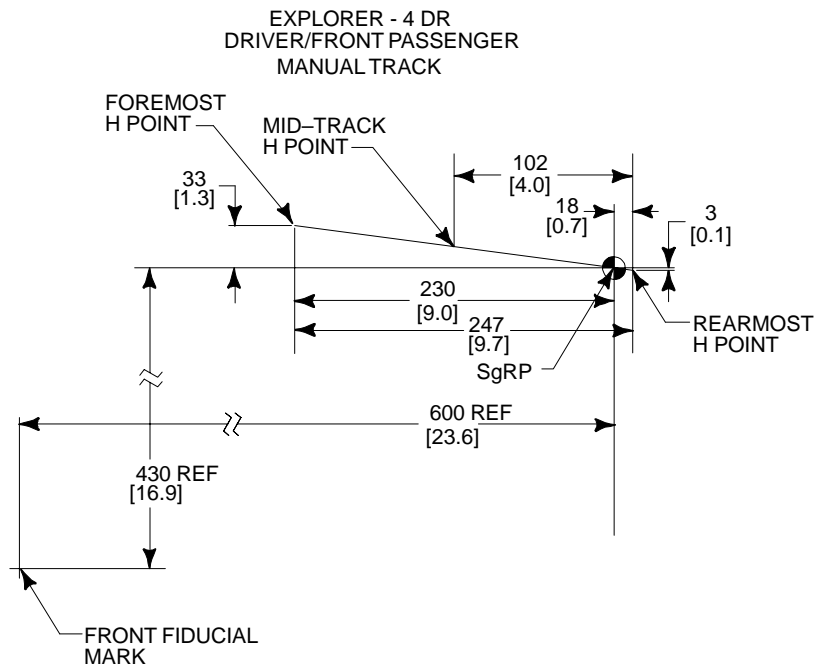 EXPLORER - 4 DR
DRIVER/FRONT PASSENGER
MANUAL TRACK
FOREMOST
H POINT
MID–TRACK
H POINT
33
[1.3]
102
[4.0]
18
[0.7]
3
[0.1]
230
[9.0]
247
[9.7]
REARMOST
H POINT
SgRP
600 REF
[23.6]
430 REF
[16.9]
FRONT FIDUCIAL
MARK